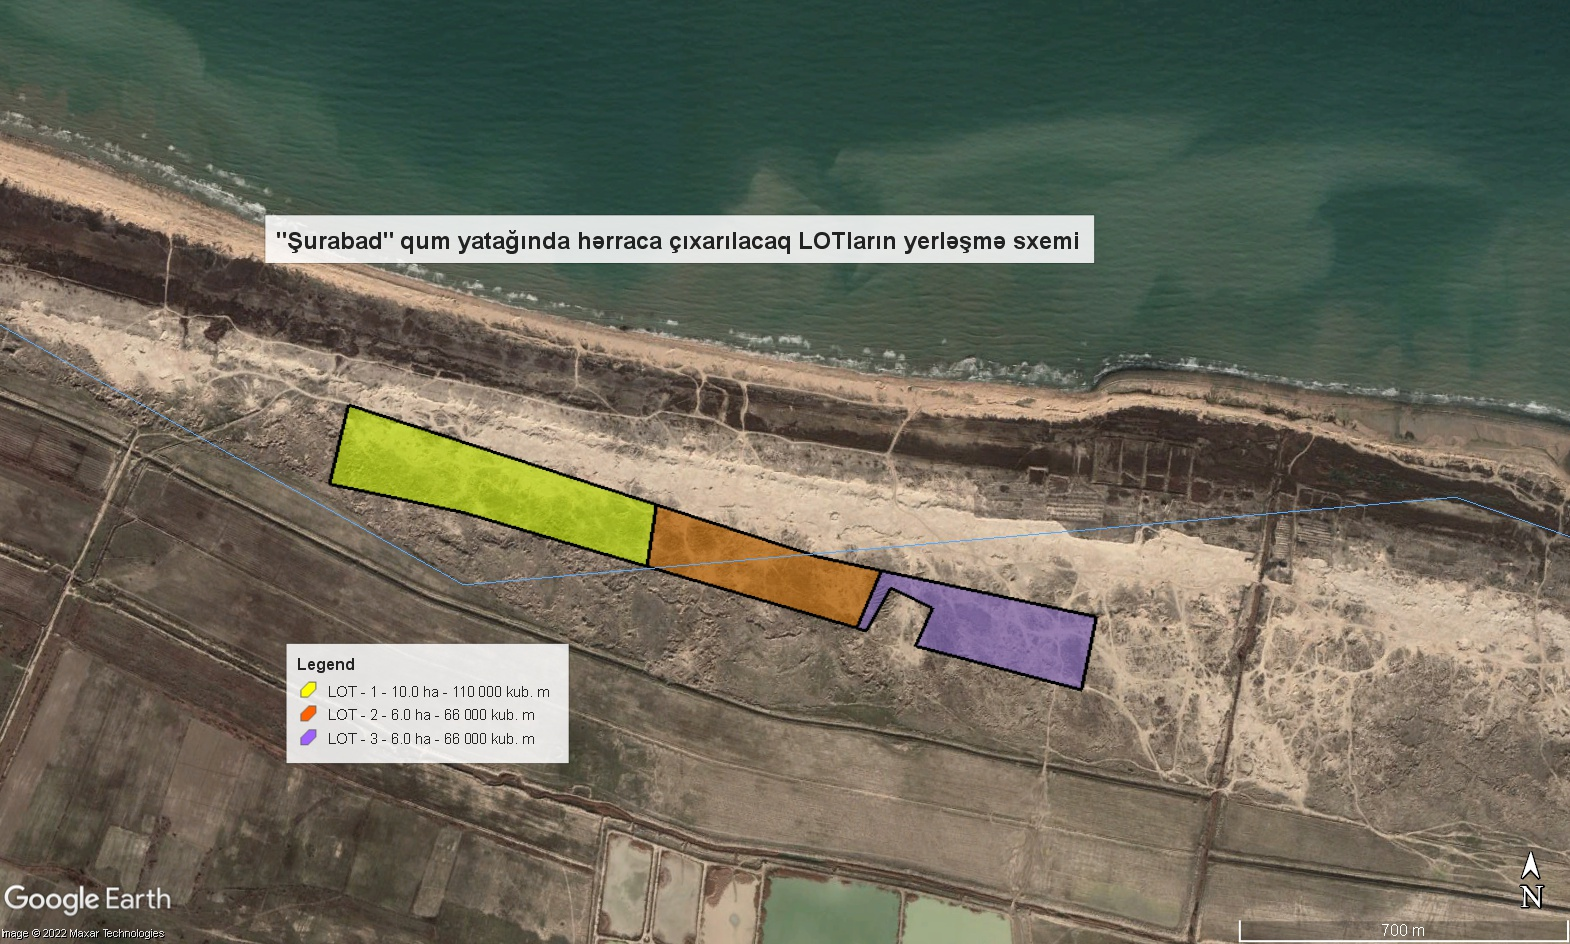 "Şurabad" qum yatağında hərraca çıxarılacaq LOTların yerləşmə sxemi
Legend
LOT - 1 - 10.0 ha - 110 000 kub. m
LOT - 2 - 6.0 ha - 66 000 kub. m
LOT - 3 - 6.0 ha - 66 000 kub. m
Google Earth
Image © 2022 Maxar Technologies
N
700 m